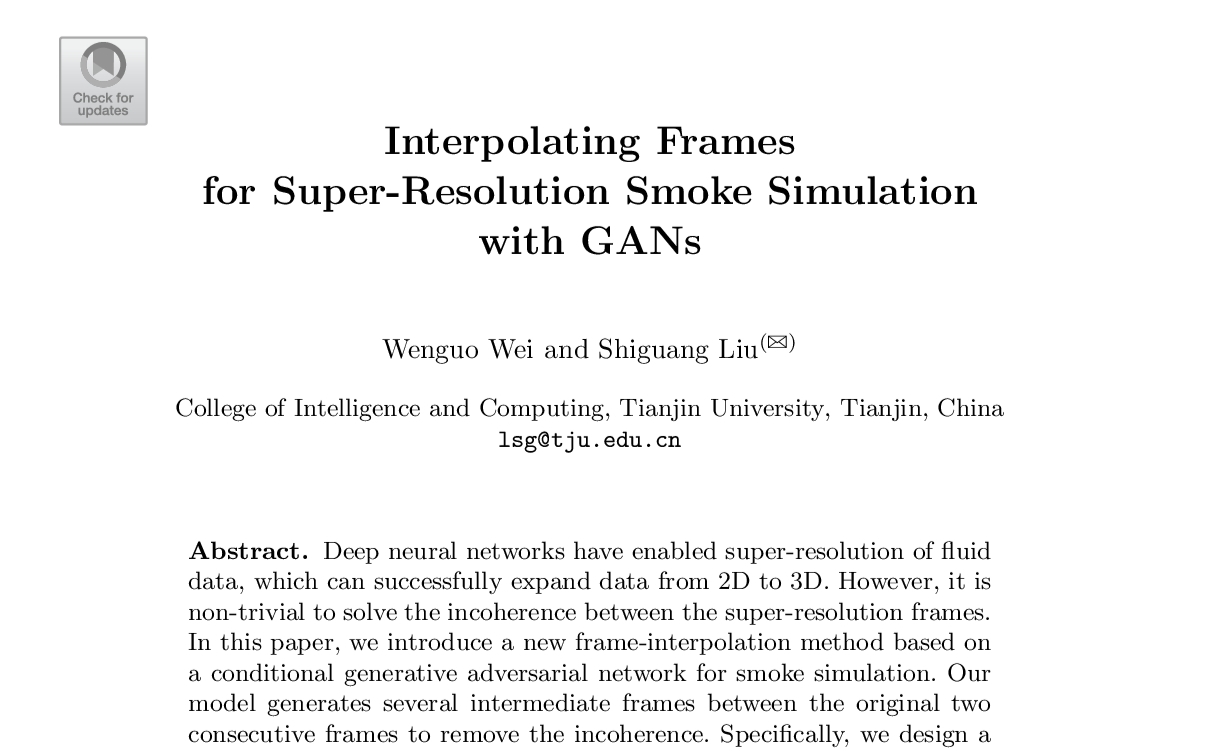 Check for
updates
Interpolating Frames
for Super-Resolution Smoke Simulation
with GANs
Wenguo Wei and Shiguang Liu(✉)
College of Intelligence and Computing, Tianjin University, Tianjin, China
lsg@tju.edu.cn
Abstract. Deep neural networks have enabled super-resolution of fluid
data, which can successfully expand data from 2D to 3D. However, it is
non-trivial to solve the incoherence between the super-resolution frames.
In this paper, we introduce a new frame-interpolation method based on
a conditional generative adversarial network for smoke simulation. Our
model generates several intermediate frames between the original two
consecutive frames to remove the incoherence. Specifically, we design a